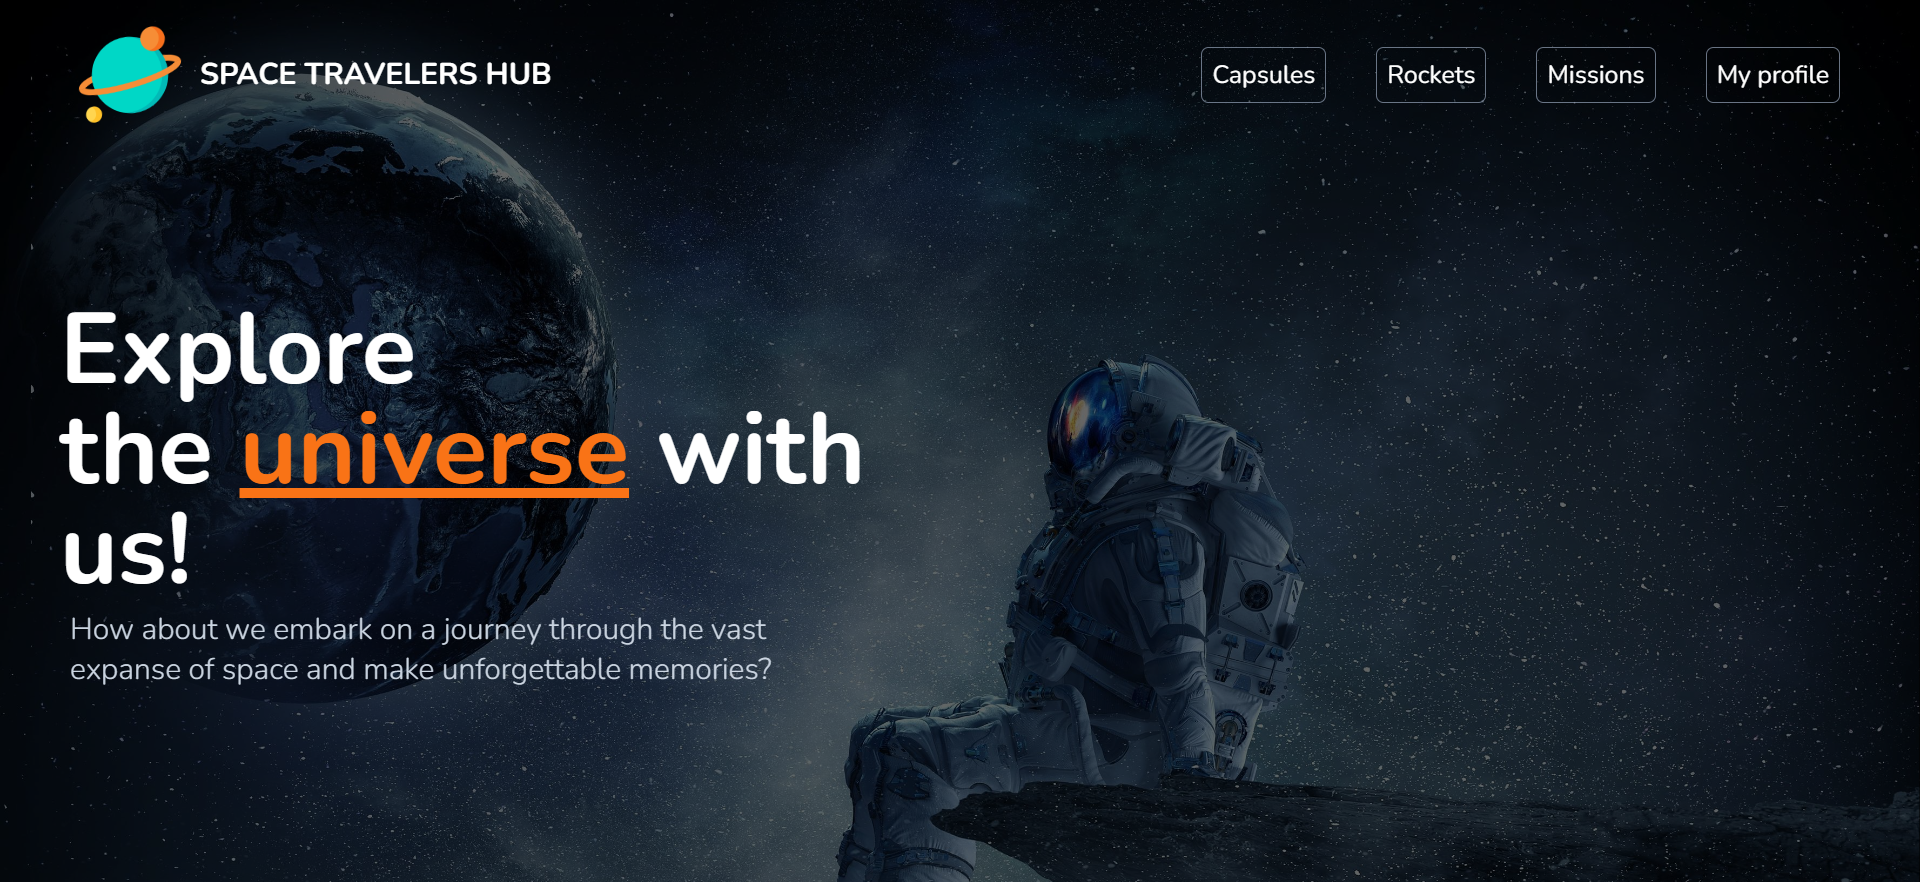 SPACE TRAVELERS HUB
Capsules
Rockets
Missions
My profile
Explore
the universe with
us!
How about we embark on a journey through the vast
expanse of space and make unforgettable memories?